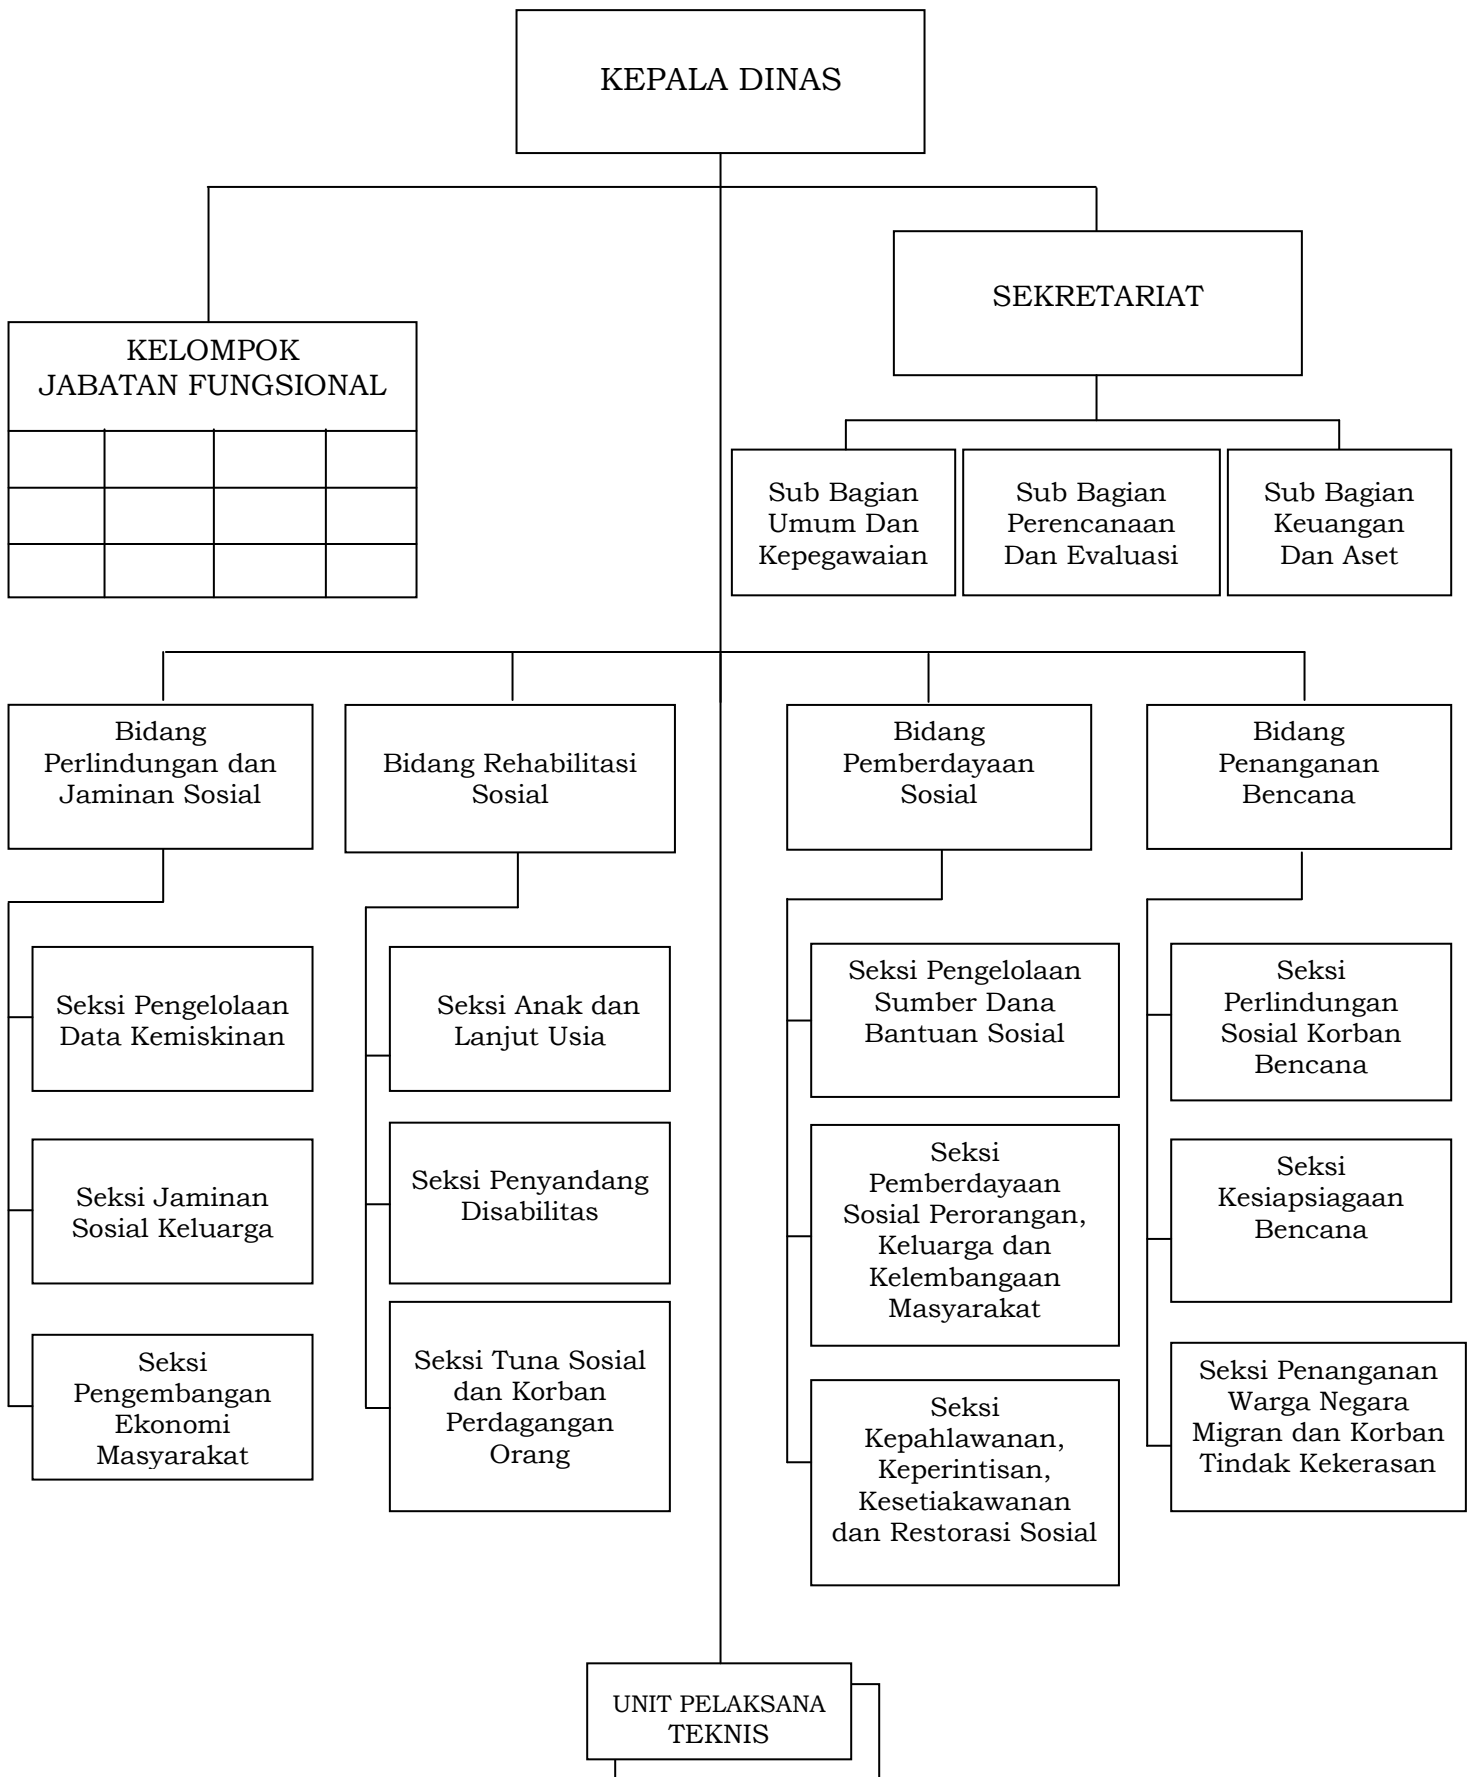 KEPALA DINAS
SEKRETARIAT
KELOMPOK
JABATAN FUNGSIONAL
Sub Bagian
Umum Dan
Kepegawaian
Sub Bagian
Perencanaan
Dan Evaluasi
Sub Bagian
Keuangan
Dan Aset
Bidang
Perlindungan dan
Jaminan Sosial
Bidang Rehabilitasi
Sosial
Bidang
Pemberdayaan
Sosial
Bidang
Penanganan
Bencana
Seksi Pengelolaan
Data Kemiskinan
Seksi Jaminan
Sosial Keluarga
Seksi
Pengembangan
Ekonomi
Masyarakat
Seksi Anak dan
Lanjut Usia
Seksi Penyandang
Disabilitas
Seksi Tuna Sosial
dan Korban
Perdagangan
Orang
Seksi Pengelolaan
Sumber Dana
Bantuan Sosial
Seksi
Pemberdayaan
Sosial Perorangan,
Keluarga dan
Kelembangaan
Masyarakat
Seksi
Kepahlawanan,
Keperintisan,
Kesetiakawanan
dan Restorasi Sosial
Seksi
Perlindungan
Sosial Korban
Bencana
Seksi
Kesiapsiagaan
Bencana
Seksi Penanganan
Warga Negara
Migran dan Korban
Tindak Kekerasan
UNIT PELAKSANA
TEKNIS